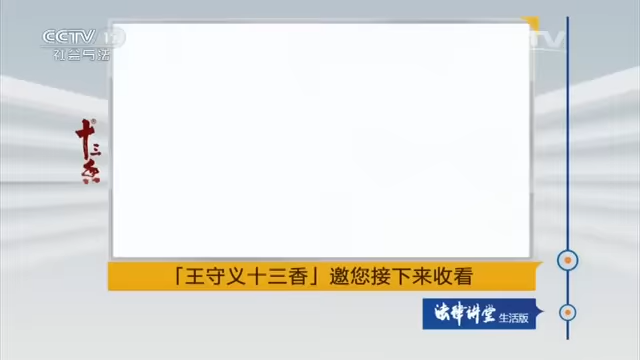 CCTV 12
社会与法
TV
十三香
「王守义十三香」邀您接下来收看
法律讲堂 生活版